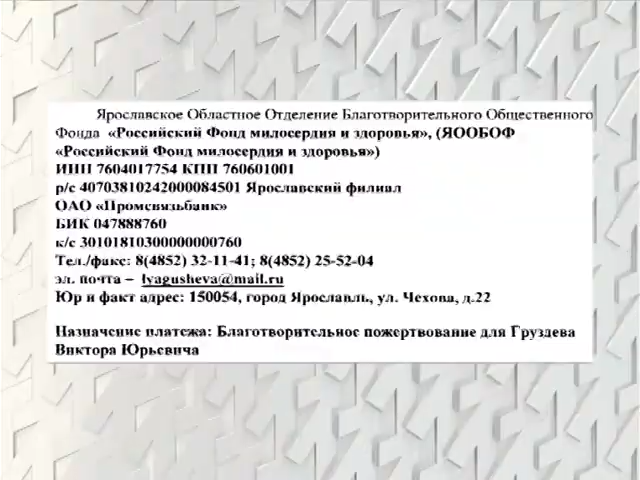 Ярославское Областное Отделение Благотворительного Общественного
Фонда «Российский Фонд милосердия и здоровья», (ЯООБОФ
«Российский Фонд милосердия и здоровья»)
ИНН 7604017754 КПП 760601001
р/с 40703810242000084501 Ярославский филиал
ОАО «Промсвязьбанк»
БИК 047888760
к/с 30101810300000000760
Тел./факс: 8(4852) 32-11-41; 8(4852) 25-52-04
эл. почта – lyagusheva@mail.ru
Юр и факт адрес: 150054, город Ярославль, ул. Чехова, д.22
Назначение платежа: Благотворительное пожертвование для Груздева
Виктора Юрьевича